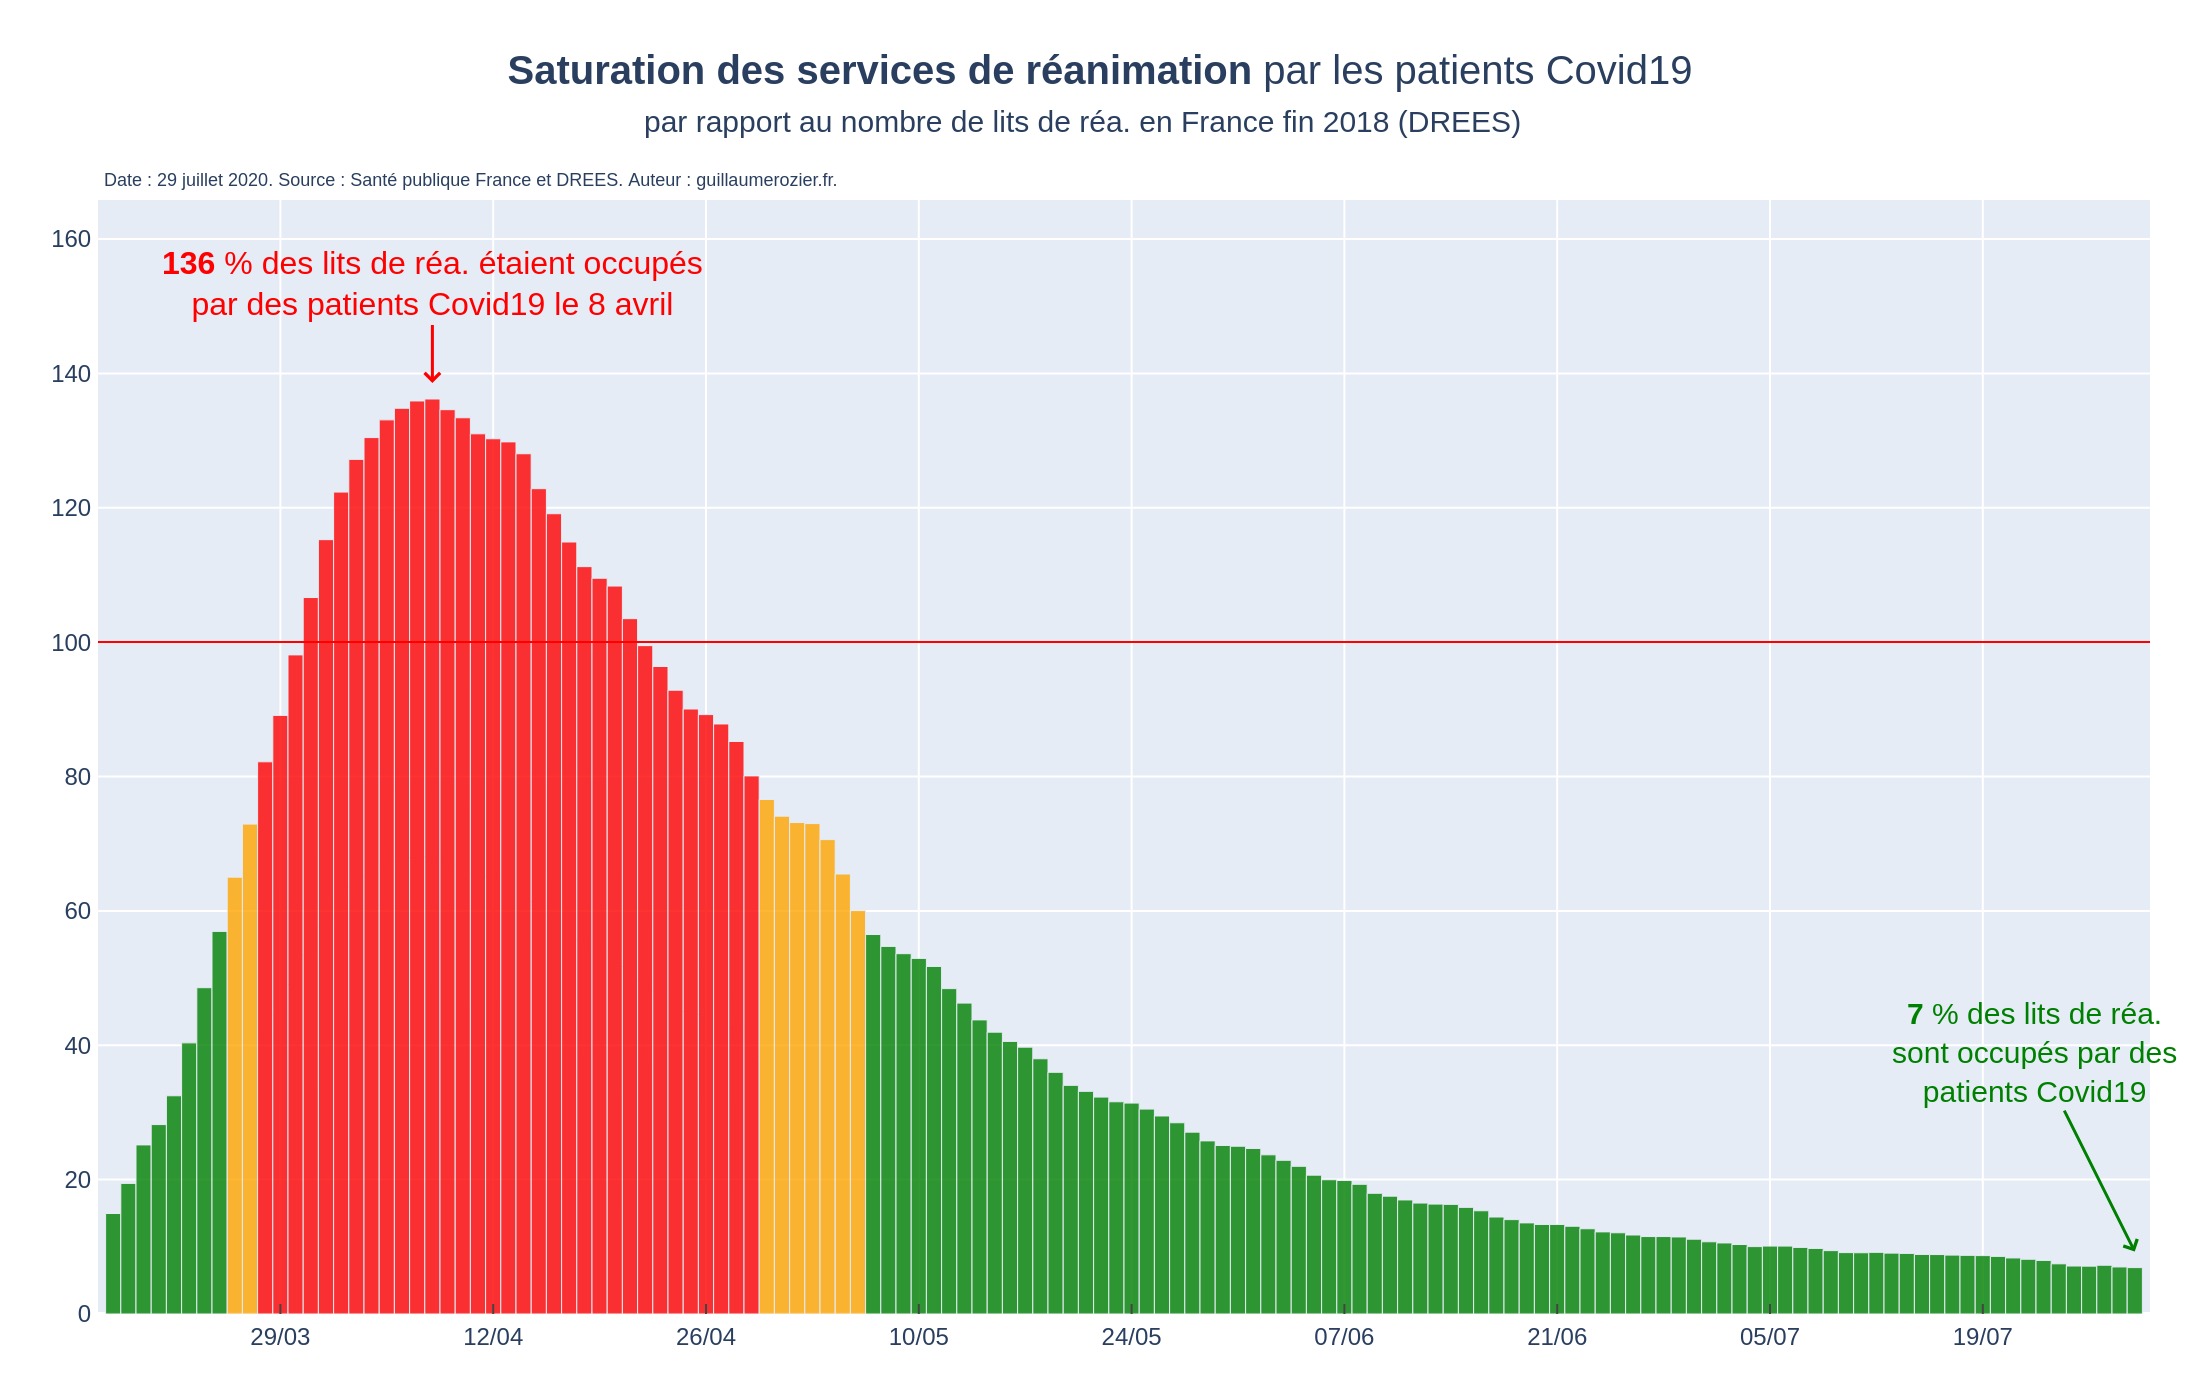 Saturation des services de réanimation par les patients Covid19
par rapport au nombre de lits de réa. en France fin 2018 (DREES)
Date : 29 juillet 2020. Source : Santé publique France et DREES. Auteur : guillaumerozier.fr.
160
136 % des lits de réa. étaient occupés
par des patients Covid19 le 8 avril
140
120
100
80
60
7 % des lits de réa.
40
sont occupés par des
patients Covid19
20
0
29/03 12/04 26/04 10/05 24/05 07/06 21/06 05/07 19/07